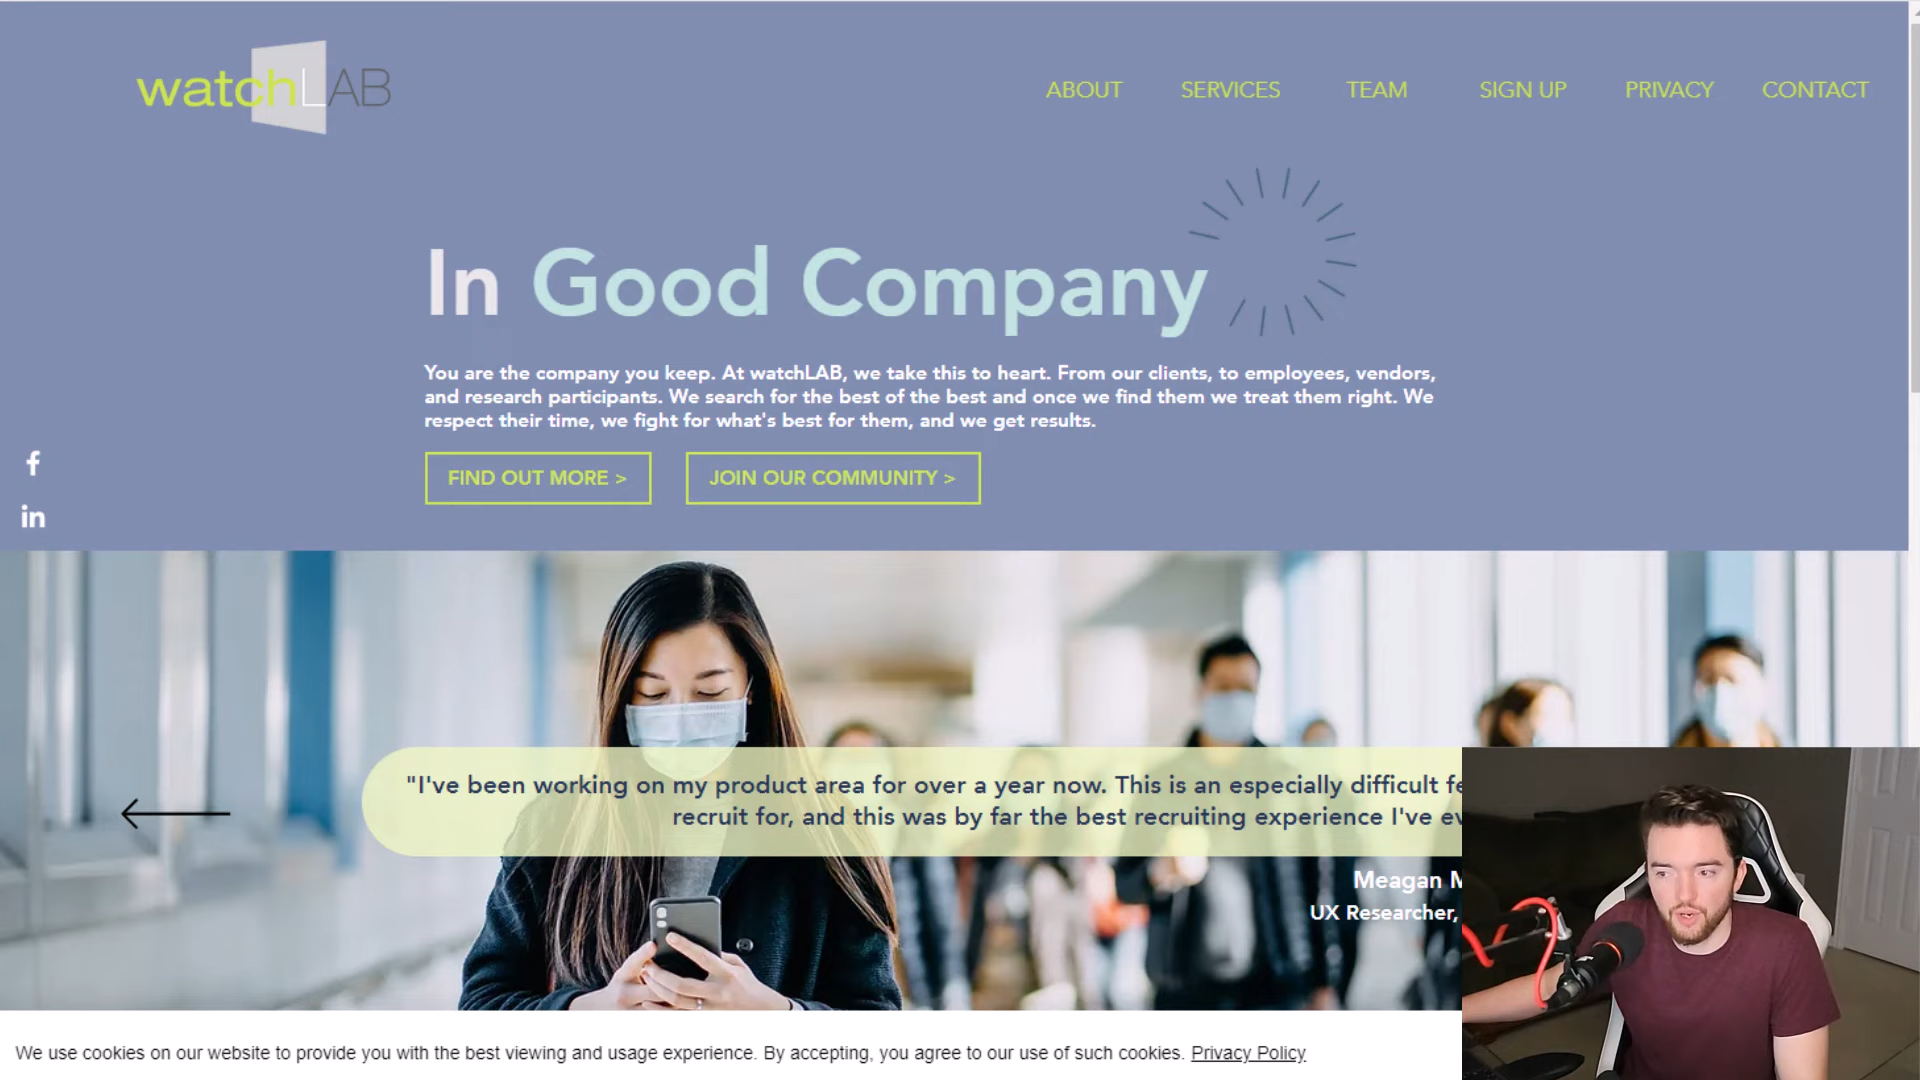 watchLAB
ABOUT SERVICES TEAM SIGN UP PRIVACY CONTACT
In Good Company
You are the company you keep. At watchLAB, we take this to heart. From our clients, to employees, vendors,
and research participants. We search for the best of the best and once we find them we treat them right. We
respect their time, we fight for what's best for them, and we get results.
FIND OUT MORE > JOIN OUR COMMUNITY >
f
in
"I've been working on my product area for over a year now. This is an especially difficult
recruit for, and this was by far the best recruiting experience I've
Meagan
UX Researcher,
We use cookies on our website to provide you with the best viewing and usage experience. By accepting, you agree to our use of such cookies. Privacy Policy